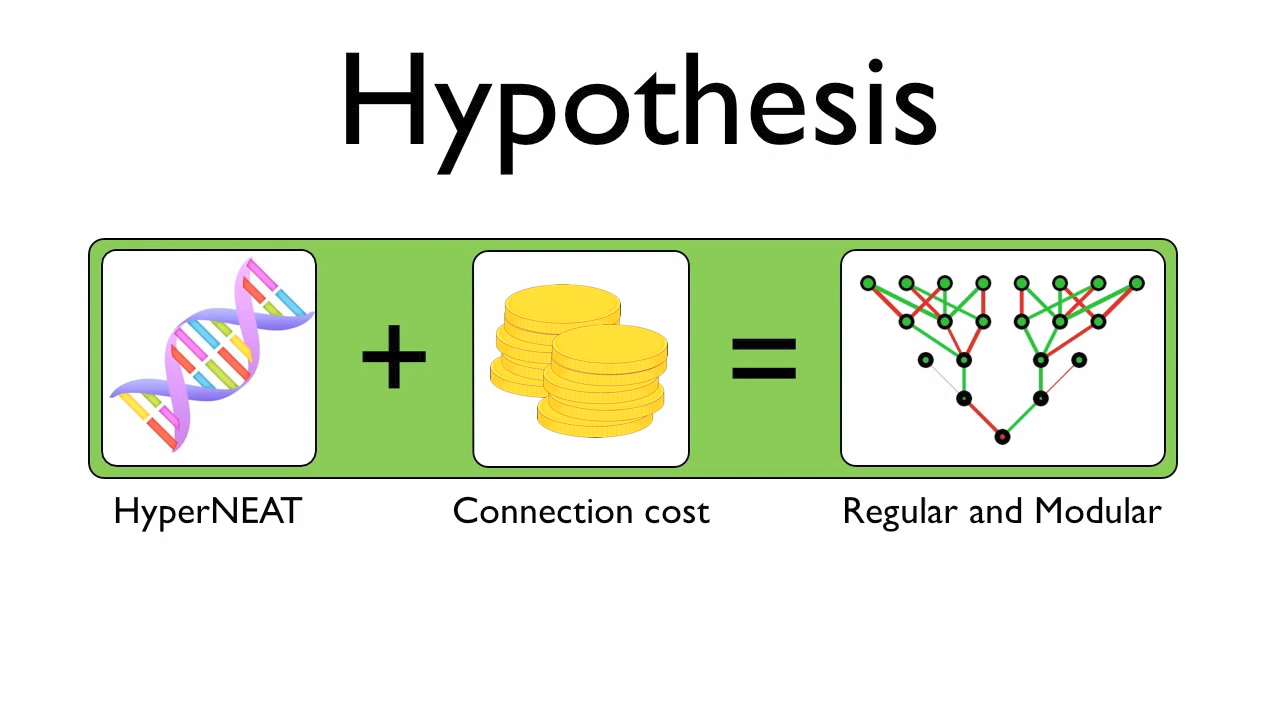 Hypothesis
+
=
HyperNEAT
Connection cost
Regular and Modular